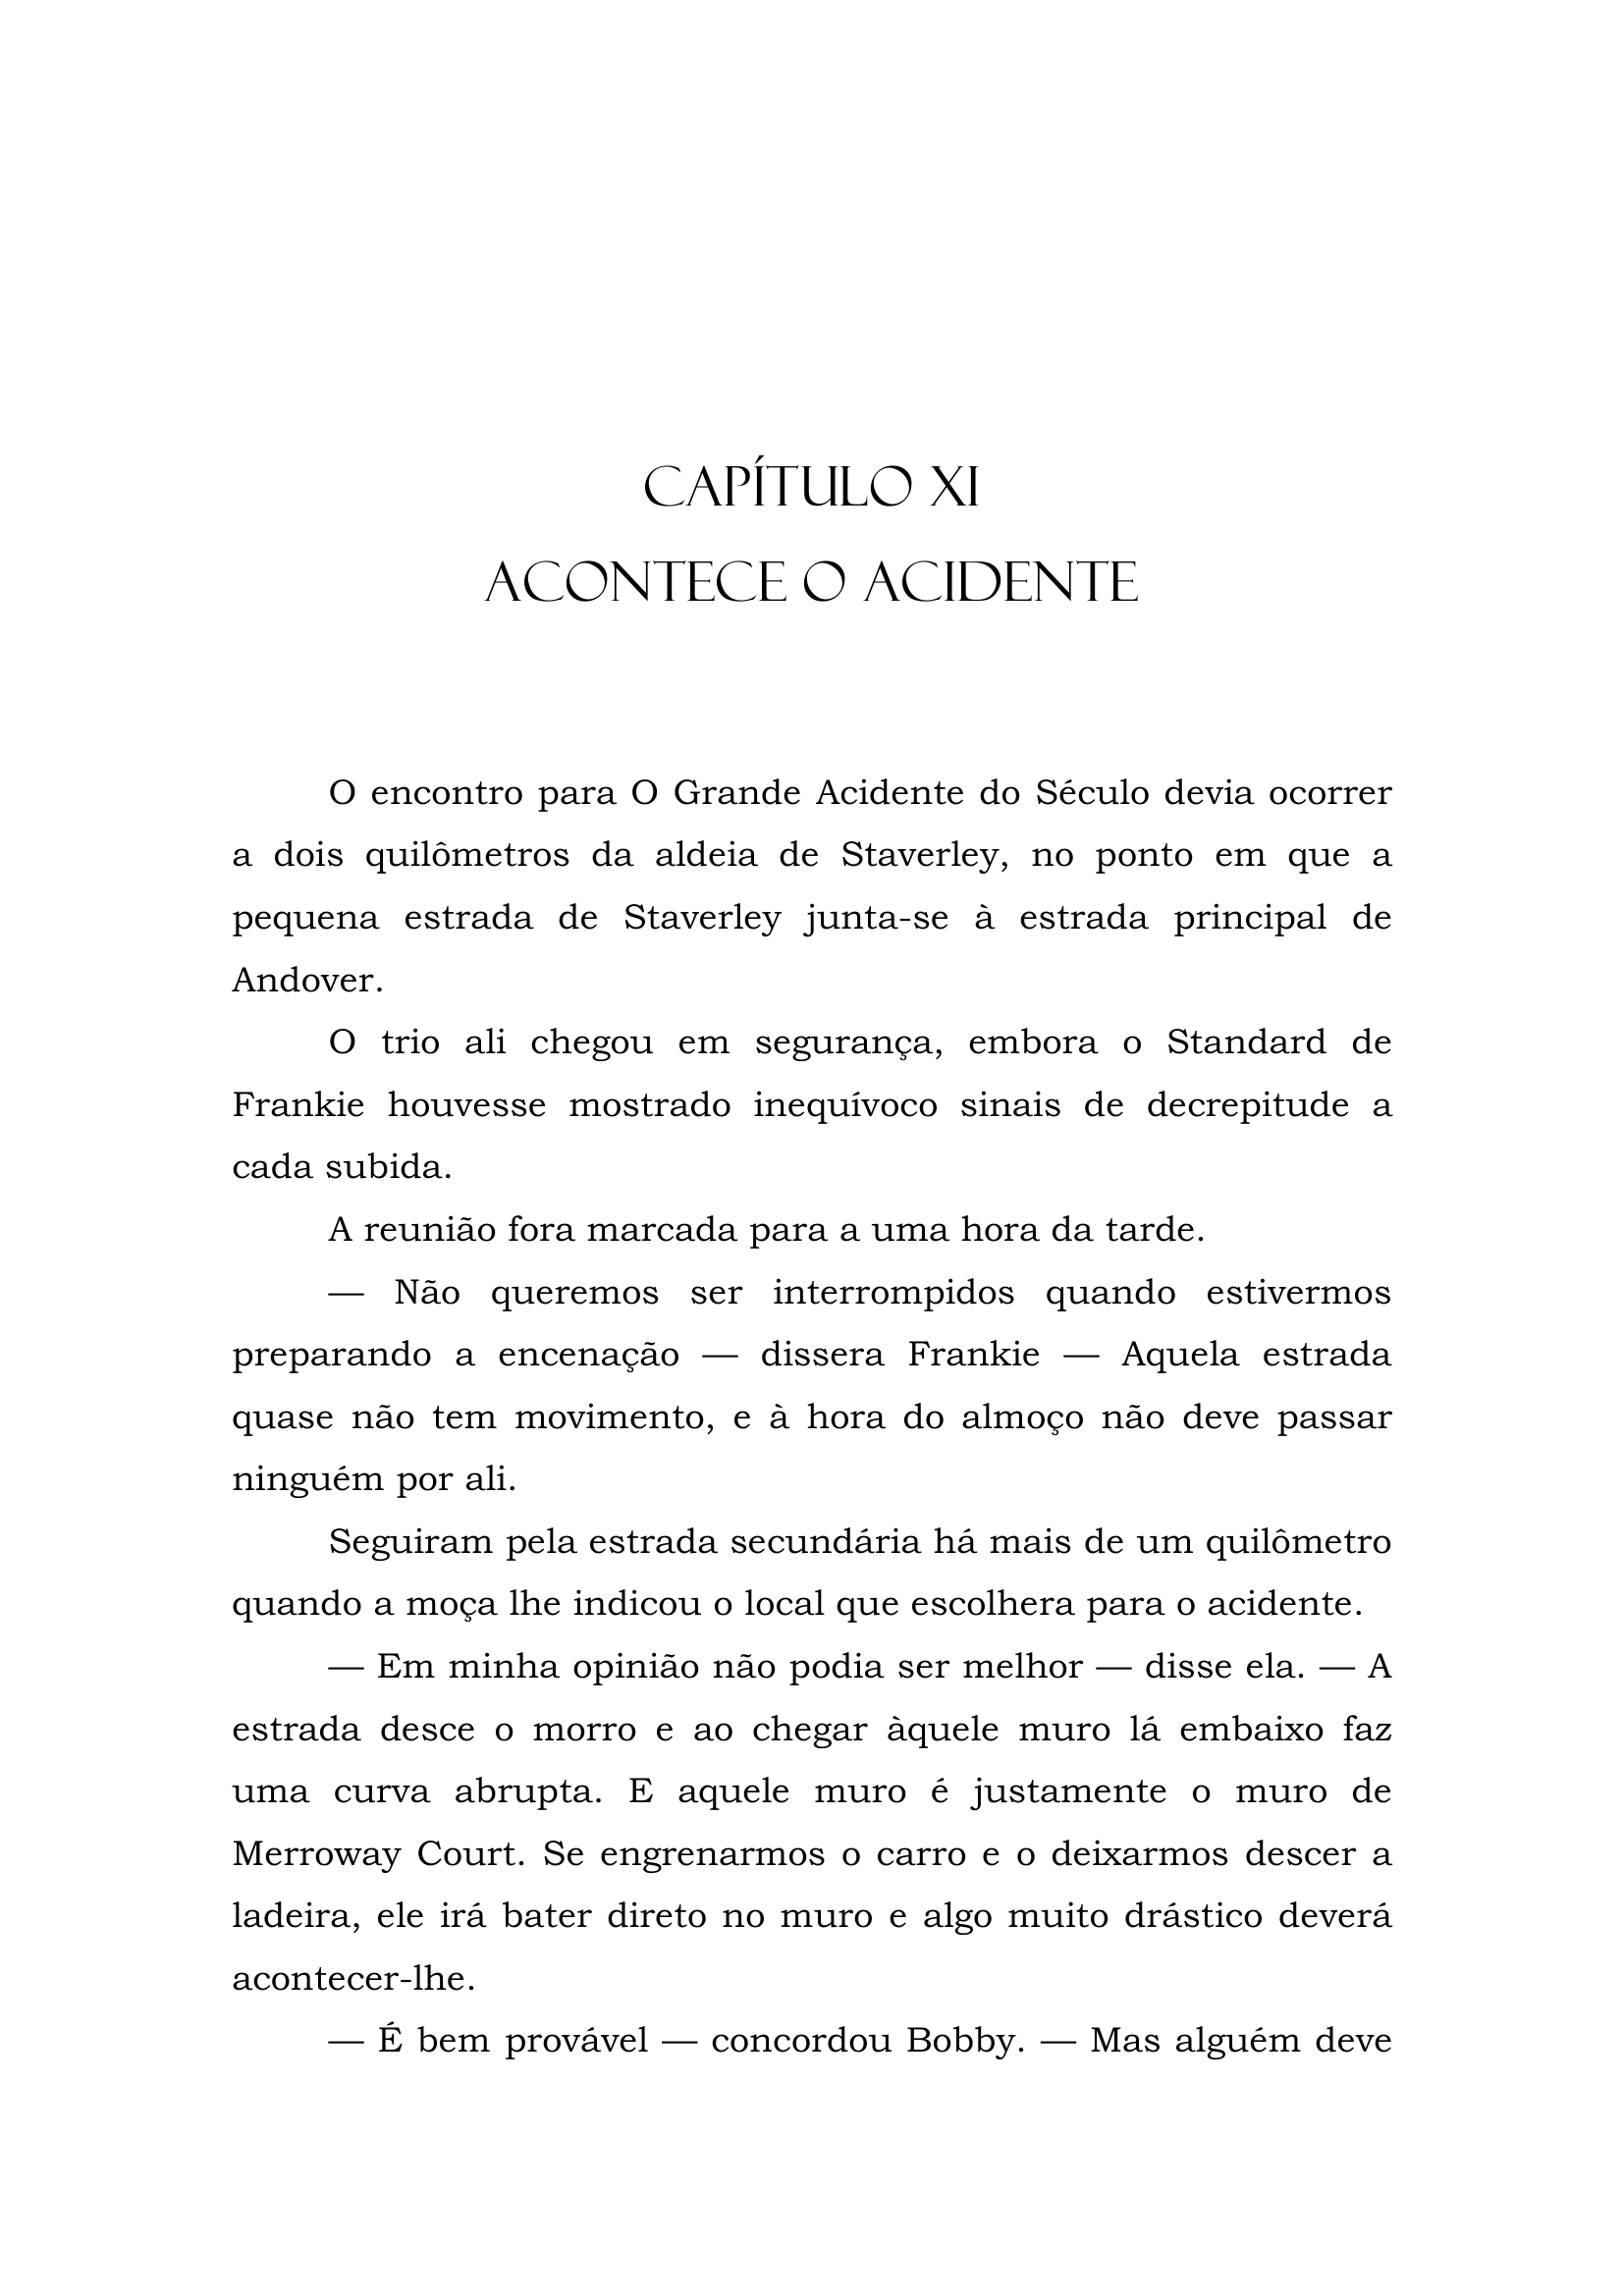 CAPÍTULO XI
ACONTECE O ACIDENTE
O encontro para O Grande Acidente do Século devia ocorrer
a dois quilômetros da aldeia de Staverley, no ponto em que a
pequena estrada de Staverley junta-se à estrada principal de
Andover.
O trio ali chegou em segurança, embora o Standard de
Frankie houvesse mostrado inequívoco sinais de decrepitude a
cada subida.
A reunião fora marcada para a uma hora da tarde.
— Não queremos ser interrompidos quando estivermos
preparando a encenação — dissera Frankie — Aquela estrada
quase não tem movimento, e à hora do almoço não deve passar
ninguém por ali.
Seguiram pela estrada secundária há mais de um quilômetro
quando a moça lhe indicou o local que escolhera para o acidente.
— Em minha opinião não podia ser melhor — disse ela. — A
estrada desce o morro e ao chegar àquele muro lá embaixo faz
uma curva abrupta. E aquele muro é justamente o muro de
Merroway Court. Se engrenarmos o carro e o deixarmos descer a
ladeira, ele irá bater direto no muro e algo muito drástico deverá
acontecer-lhe.
— É bem provável — concordou Bobby. — Mas alguém deve